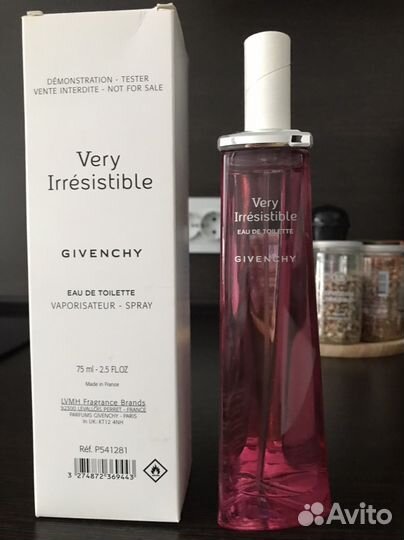 DÉMONSTRATION - TESTER
VENTE INTERDITE - NOT FOR SALE
Very
Irrésistible
GIVENCHY
EAU DE TOILETTE
VAPORISATEUR - SPRAY
75 ml - 2.5 FL.OZ
Made in France
LVMH Fragrance Brands
92300 LEVALLOIS PERRET - FRANCE
PARFUMS GIVENCHY - PARIS
In UK: KT12 4NH
Réf. P541281
3 274872 369443
Very
Irrésistible
EAU DE TOILETTE
GIVENCHY
Avito